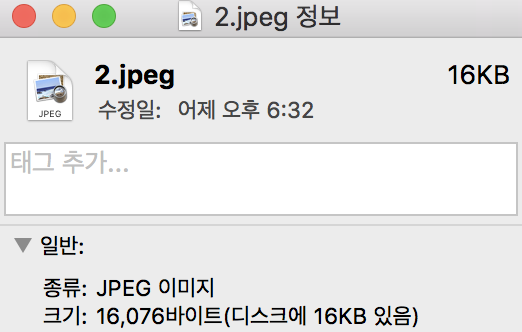 2.jpeg 정보
JPEG
2.jpeg 16KB
수정일: 어제 오후 6:32
태그 추가...
일반:
종류: JPEG 이미지
크기: 16,076바이트(디스크에 16KB 있음)